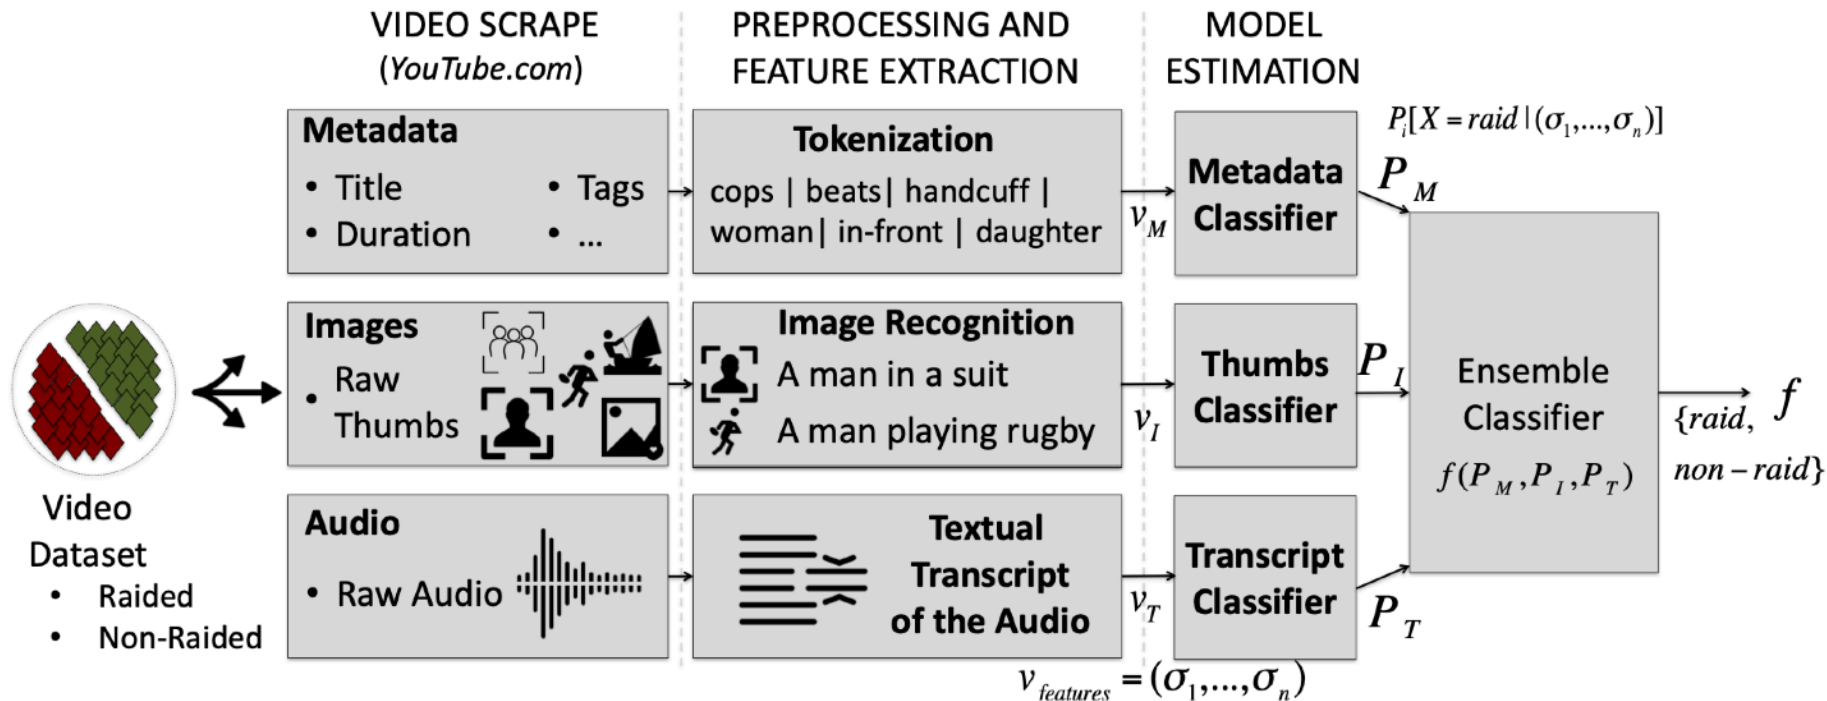 VIDEO SCRAPE
(YouTube.com)
PREPROCESSING AND
FEATURE EXTRACTION
MODEL
ESTIMATION
Metadata
• Title
• Duration
• Tags
• ...
Tokenization
cops | beats| handcuff |
woman| in-front | daughter
v_M
Metadata
Classifier
P_i[X = raid | (σ_1,...,σ_n)]
P_M
Images
• Raw
Thumbs
Image Recognition
A man in a suit
A man playing rugby
v_I
Thumbs
Classifier
P_I
Ensemble
Classifier
f(P_M,P_I,P_T)
f
{raid,
non – raid}
Video
Dataset
• Raided
• Non-Raided
Audio
• Raw Audio
Textual
Transcript
of the Audio
v_T
Transcript
Classifier
P_T
v_features = (σ_1,...,σ_n)